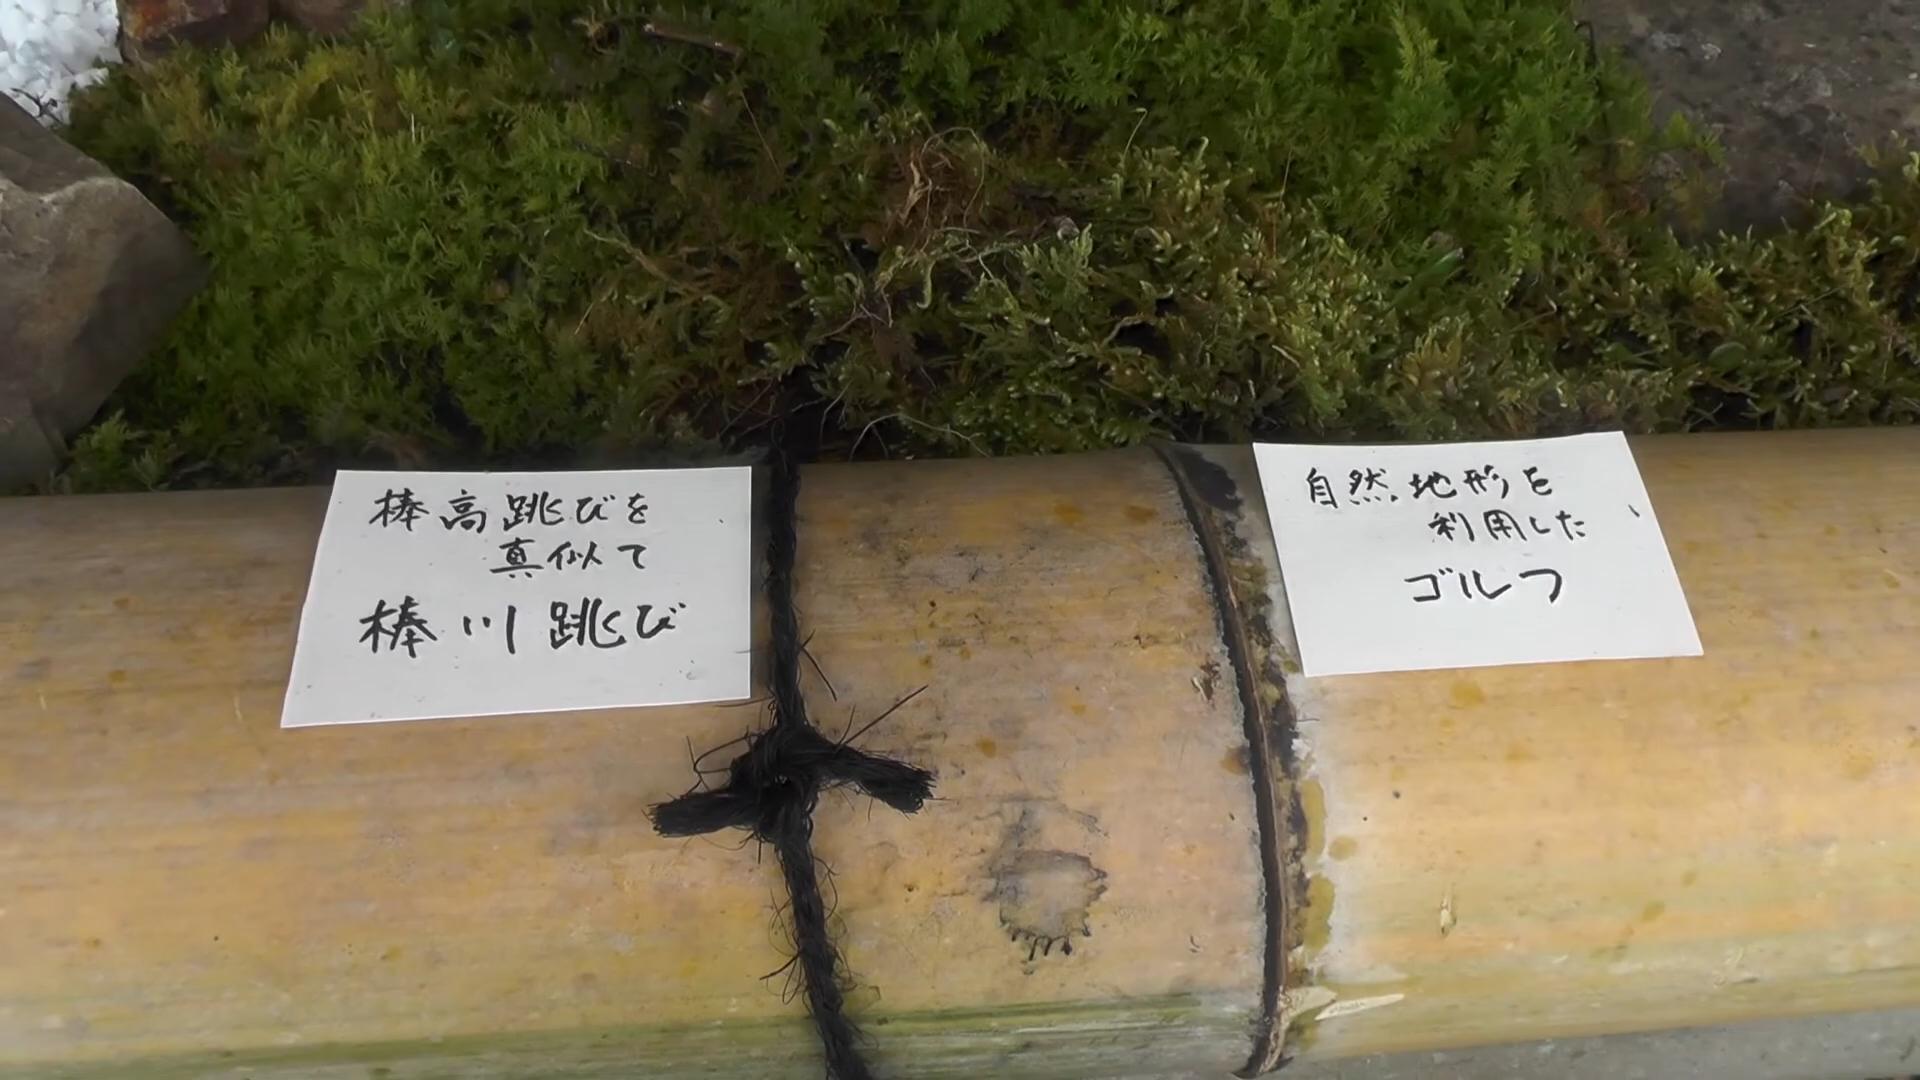 棒高跳びを
真似て
棒川跳び
自然地形を
利用した
ゴルフ